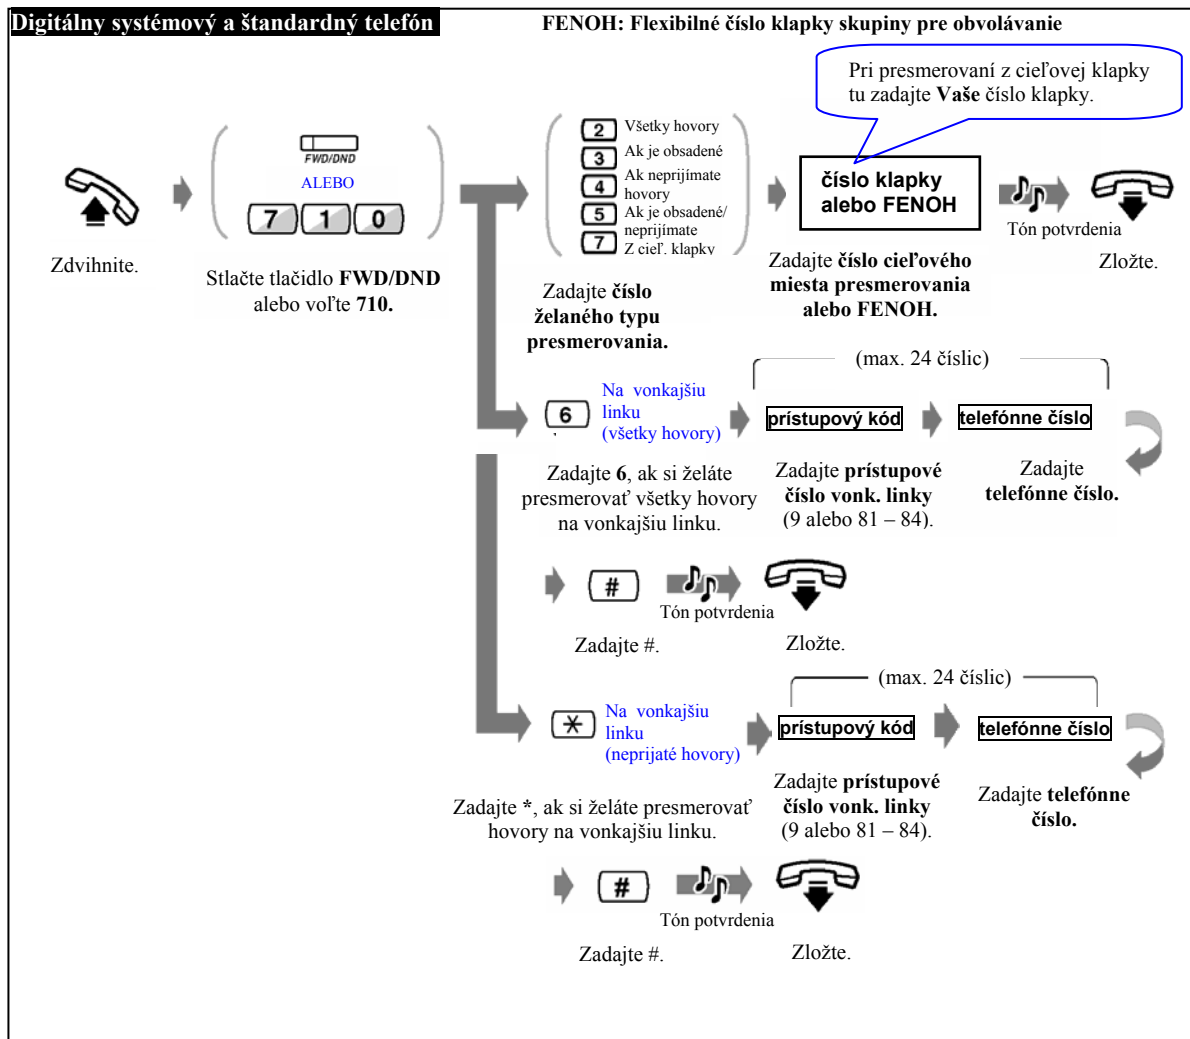 Digitálny systémový a štandardný telefón
FENOH: Flexibilné číslo klapky skupiny pre obvolávanie
Pri presmerovaní z cieľovej klapky
tu zadajte Vaše číslo klapky.
Zdvihnite.
FWD/DND
ALEBO
7 1 0
Stlačte tlačidlo FWD/DND
alebo voľte 710.
2 Všetky hovory
3 Ak je obsadené
4 Ak neprijímate
hovory
5 Ak je obsadené/
neprijímate
7 Z cieľ. klapky
Zadajte číslo
želaného typu
presmerovania.
číslo klapky
alebo FENOH
Zadajte číslo cieľového
miesta presmerovania
alebo FENOH.
Tón potvrdenia
Zložte.
6
Na vonkajšiu
linku
(všetky hovory)
Zadajte 6, ak si želáte
presmerovať všetky hovory
na vonkajšiu linku.
(max. 24 číslic)
prístupový kód
telefónne číslo
Zadajte prístupové
číslo vonk. linky
(9 alebo 81 – 84).
Zadajte
telefónne číslo.
#
Tón potvrdenia
Zadajte #.
Zložte.
*
Na vonkajšiu
linku
(neprijaté hovory)
Zadajte *, ak si želáte presmerovať
hovory na vonkajšiu linku.
(max. 24 číslic)
prístupový kód
telefónne číslo
Zadajte prístupové
číslo vonk. linky
(9 alebo 81 – 84).
Zadajte telefónne
číslo.
#
Tón potvrdenia
Zadajte #.
Zložte.